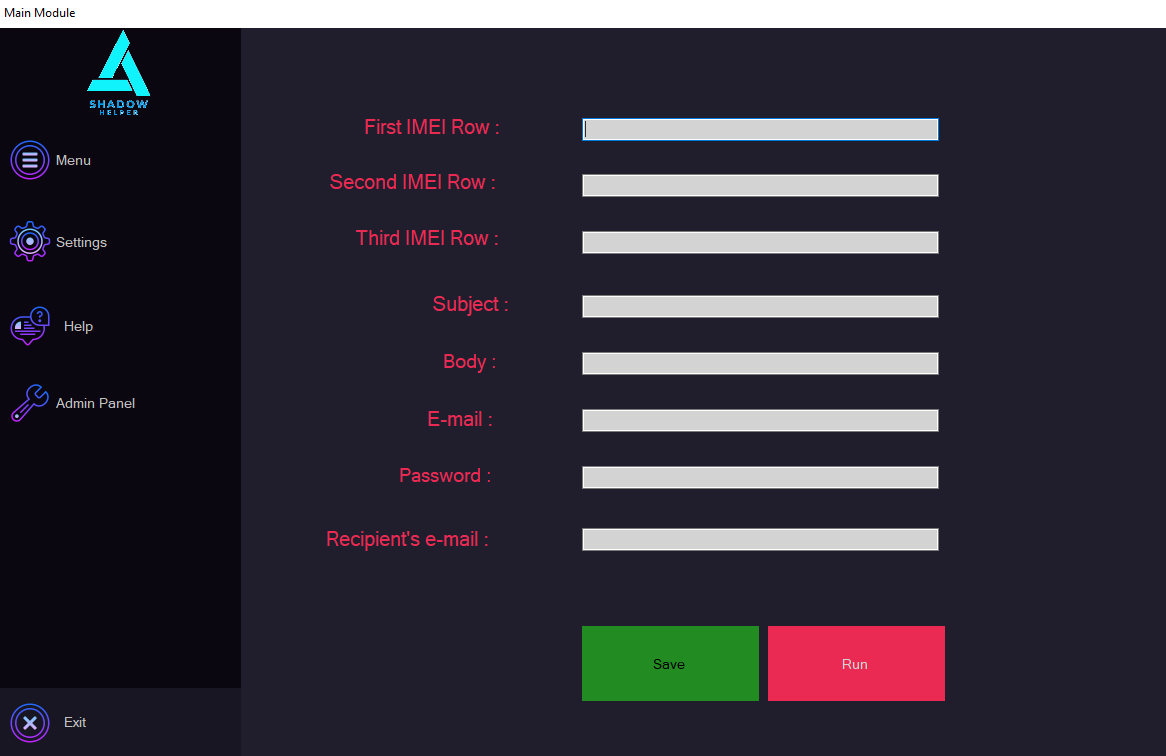 Main Module
SHADOW
HELPER
Menu
Settings
Help
Admin Panel
Exit
First IMEI Row :
Second IMEI Row :
Third IMEI Row :
Subject :
Body :
E-mail :
Password :
Recipient's e-mail :
Save
Run